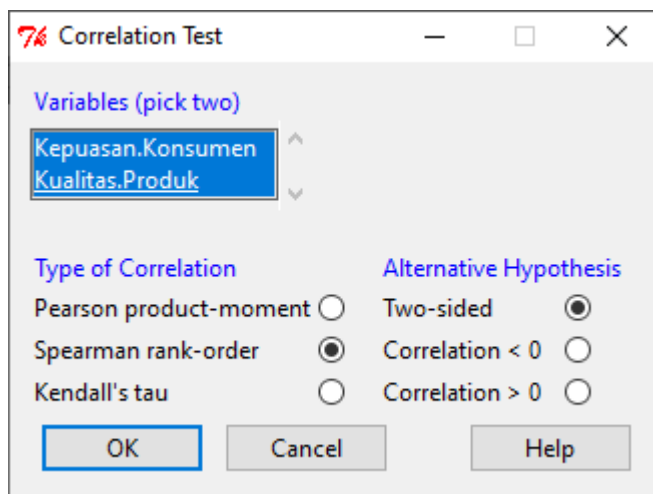 Correlation Test
Variables (pick two)
Kepuasan.Konsumen
Kualitas.Produk
Type of Correlation
Pearson product-moment
Spearman rank-order
Kendall's tau
Alternative Hypothesis
Two-sided
Correlation < 0
Correlation > 0
OK
Cancel
Help